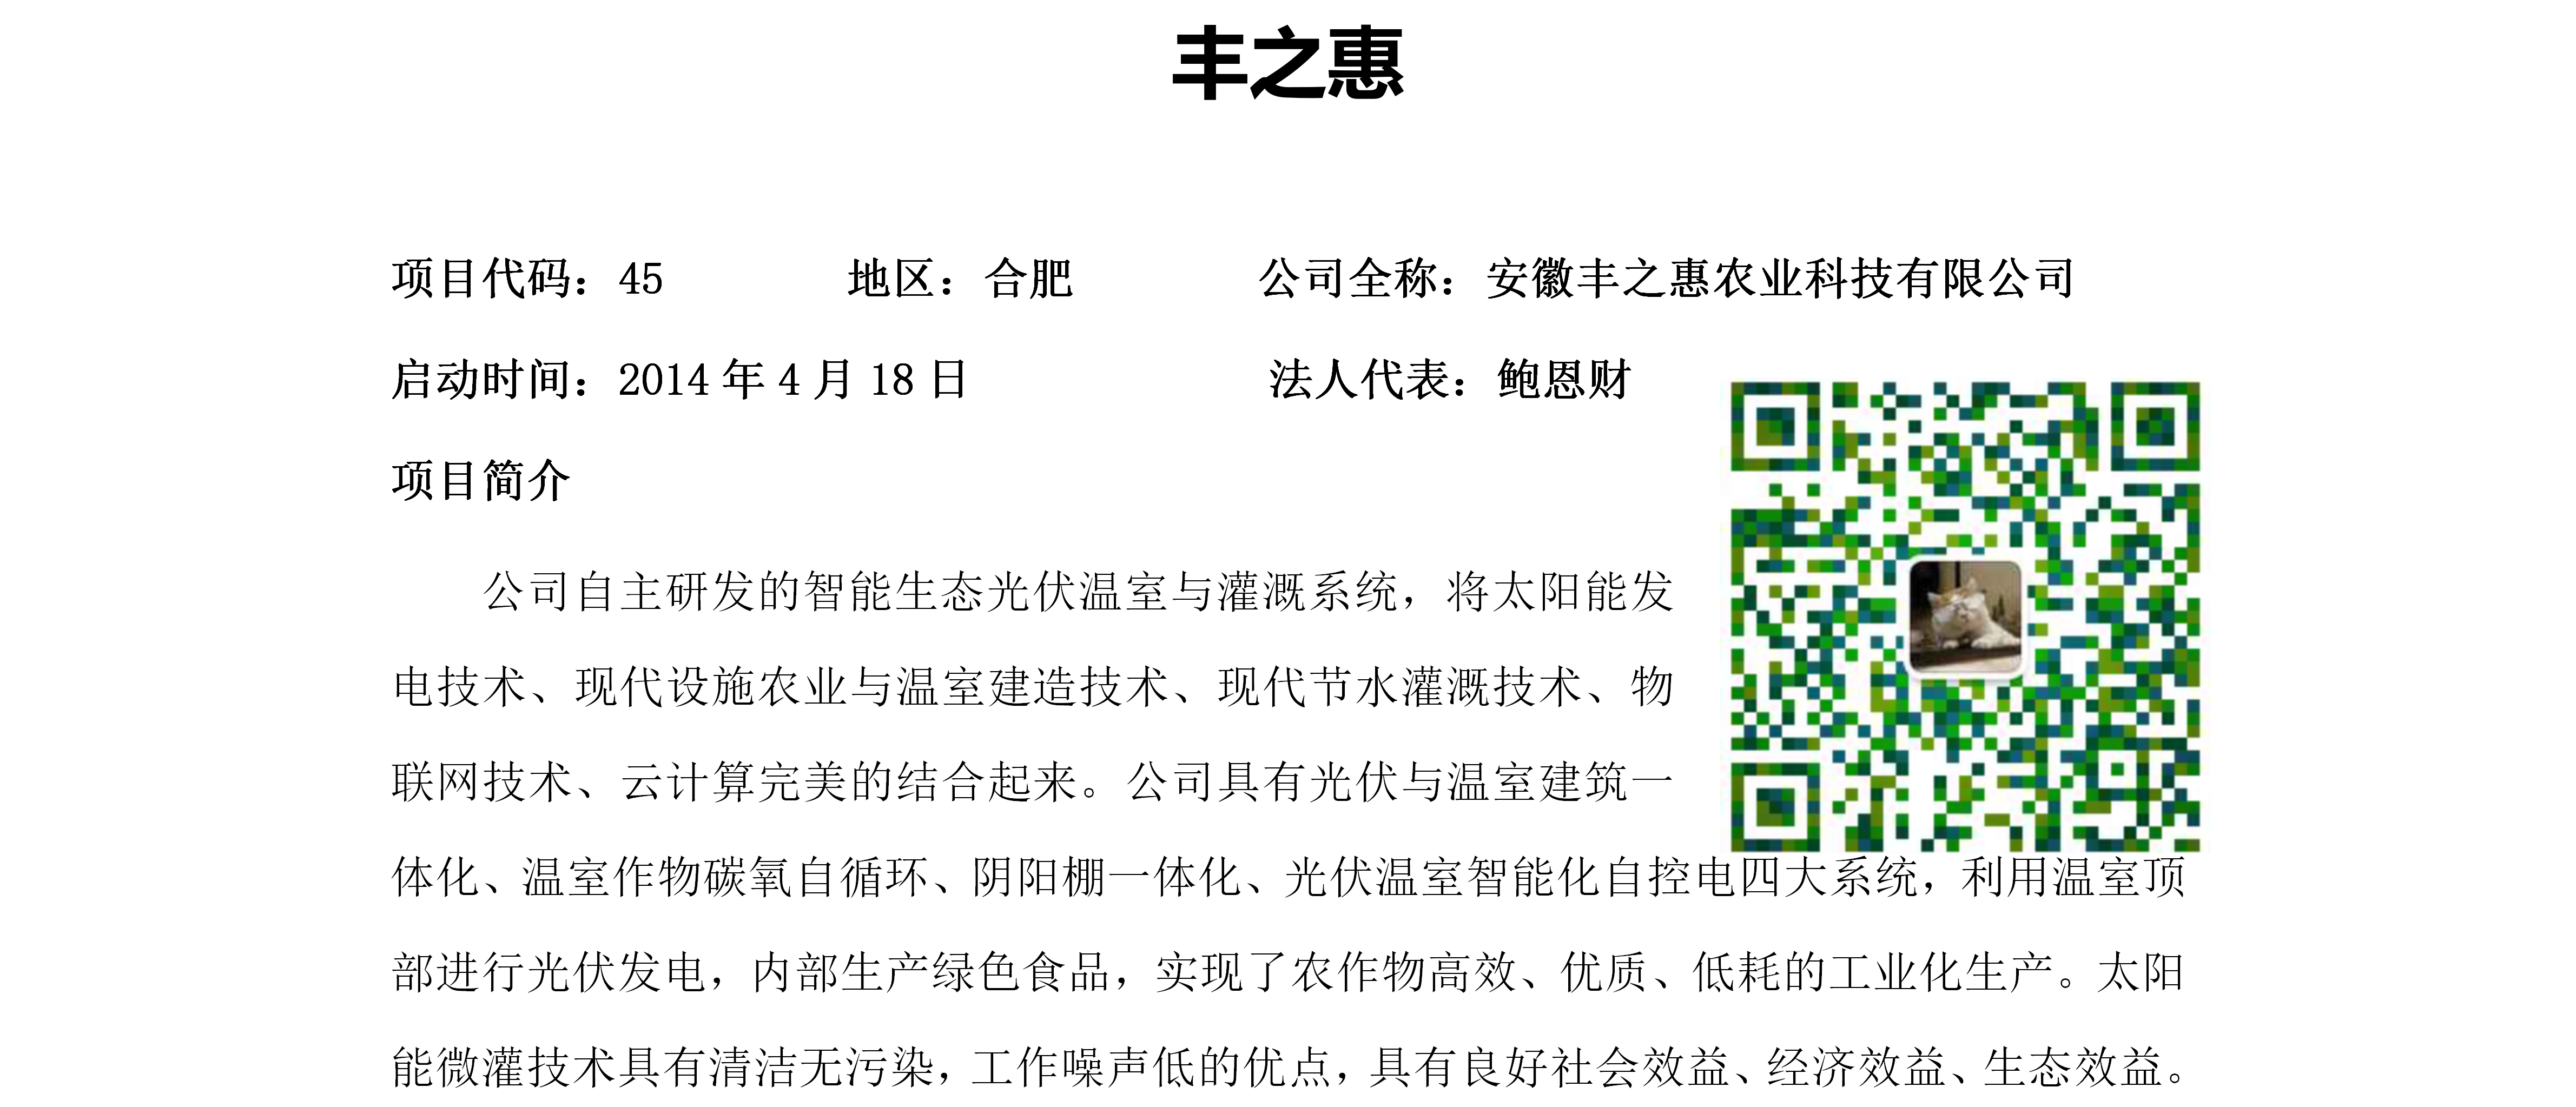 丰之惠
项目代码：45 地区：合肥 公司全称：安徽丰之惠农业科技有限公司
启动时间：2014 年 4 月 18 日 法人代表：鲍恩财
项目简介
公司自主研发的智能生态光伏温室与灌溉系统，将太阳能发
电技术、现代设施农业与温室建造技术、现代节水灌溉技术、物
联网技术、云计算完美的结合起来。公司具有光伏与温室建筑一
体化、温室作物碳氧自循环、阴阳棚一体化、光伏温室智能化自控电四大系统，利用温室顶
部进行光伏发电，内部生产绿色食品，实现了农作物高效、优质、低耗的工业化生产。太阳
能微灌技术具有清洁无污染，工作噪声低的优点，具有良好社会效益、经济效益、生态效益。